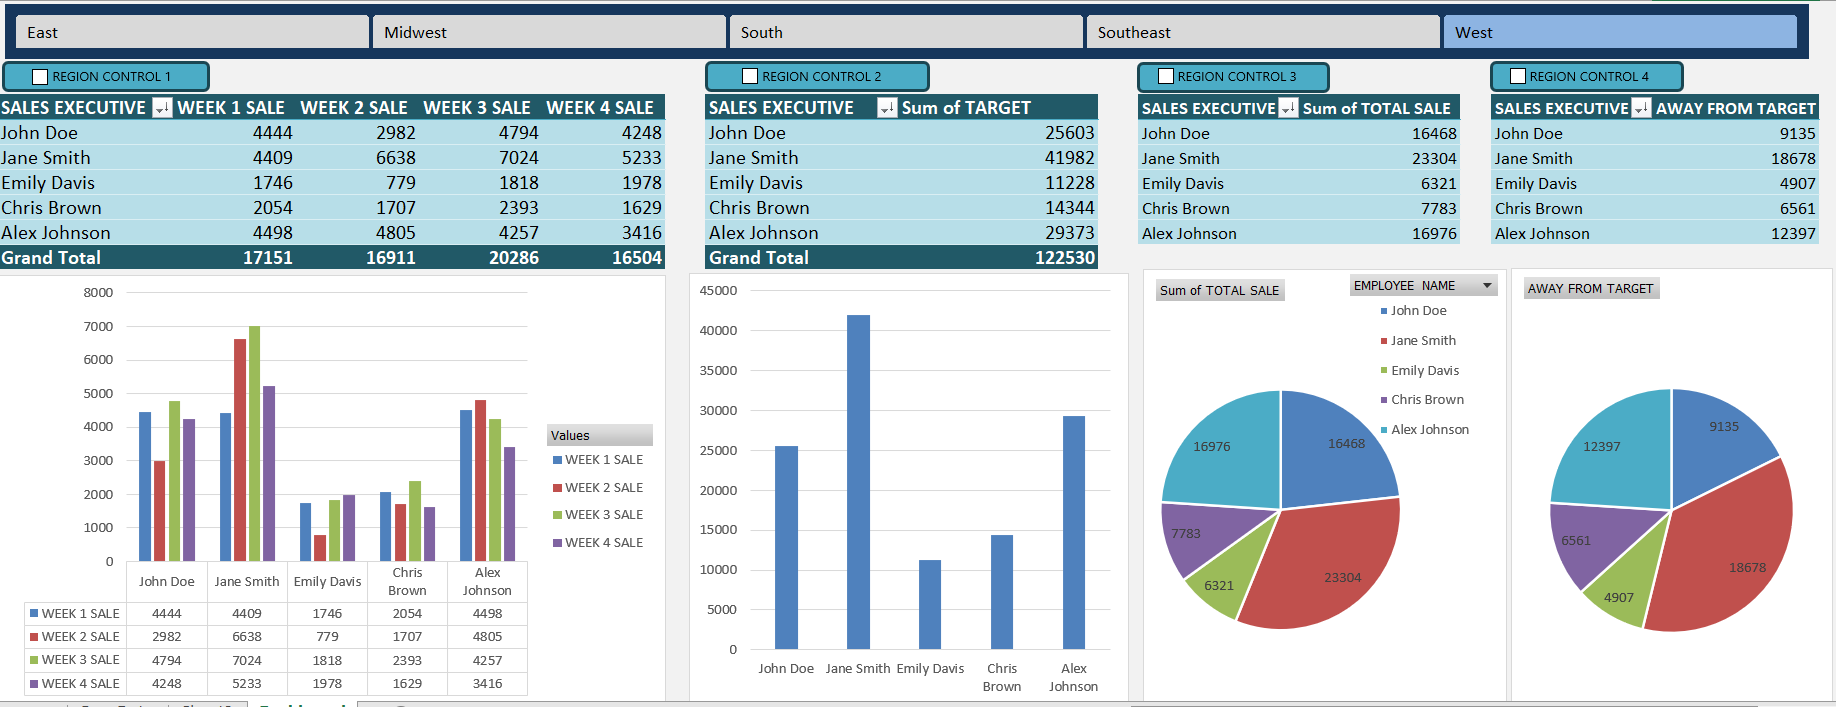 East Midwest South Southeast West
REGION CONTROL 1 REGION CONTROL 2 REGION CONTROL 3 REGION CONTROL 4
SALES EXECUTIVE WEEK 1 SALE WEEK 2 SALE WEEK 3 SALE WEEK 4 SALE
John Doe 4444 2982 4794 4248
Jane Smith 4409 6638 7024 5233
Emily Davis 1746 779 1818 1978
Chris Brown 2054 1707 2393 1629
Alex Johnson 4498 4805 4257 3416
Grand Total 17151 16911 20286 16504
SALES EXECUTIVE Sum of TARGET
John Doe 25603
Jane Smith 41982
Emily Davis 11228
Chris Brown 14344
Alex Johnson 29373
Grand Total 122530
SALES EXECUTIVE Sum of TOTAL SALE
John Doe 16468
Jane Smith 23304
Emily Davis 6321
Chris Brown 7783
Alex Johnson 16976
SALES EXECUTIVE AWAY FROM TARGET
John Doe 9135
Jane Smith 18678
Emily Davis 4907
Chris Brown 6561
Alex Johnson 12397
8000
7000
6000
5000
4000
3000
2000
1000
0
John Doe Jane Smith Emily Davis Chris Brown Alex Johnson
WEEK 1 SALE 4444 4409 1746 2054 4498
WEEK 2 SALE 2982 6638 779 1707 4805
WEEK 3 SALE 4794 7024 1818 2393 4257
WEEK 4 SALE 4248 5233 1978 1629 3416
Values
WEEK 1 SALE
WEEK 2 SALE
WEEK 3 SALE
WEEK 4 SALE
45000
40000
35000
30000
25000
20000
15000
10000
5000
0
John Doe Jane Smith Emily Davis Chris Brown Alex Johnson
Sum of TOTAL SALE
EMPLOYEE NAME
John Doe
Jane Smith
Emily Davis
Chris Brown
Alex Johnson
16976
16468
7783
6321
23304
AWAY FROM TARGET
9135
12397
6561
18678
4907